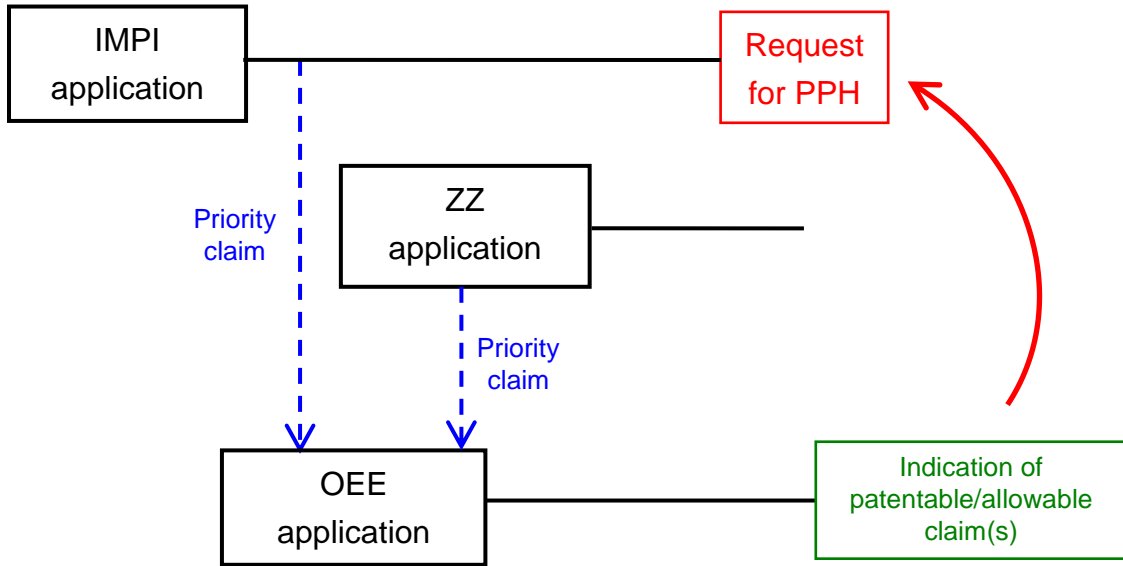 IMPI
application
Request
for PPH
ZZ
application
Priority
claim
Priority
claim
OEE
application
Indication of
patentable/allowable
claim(s)